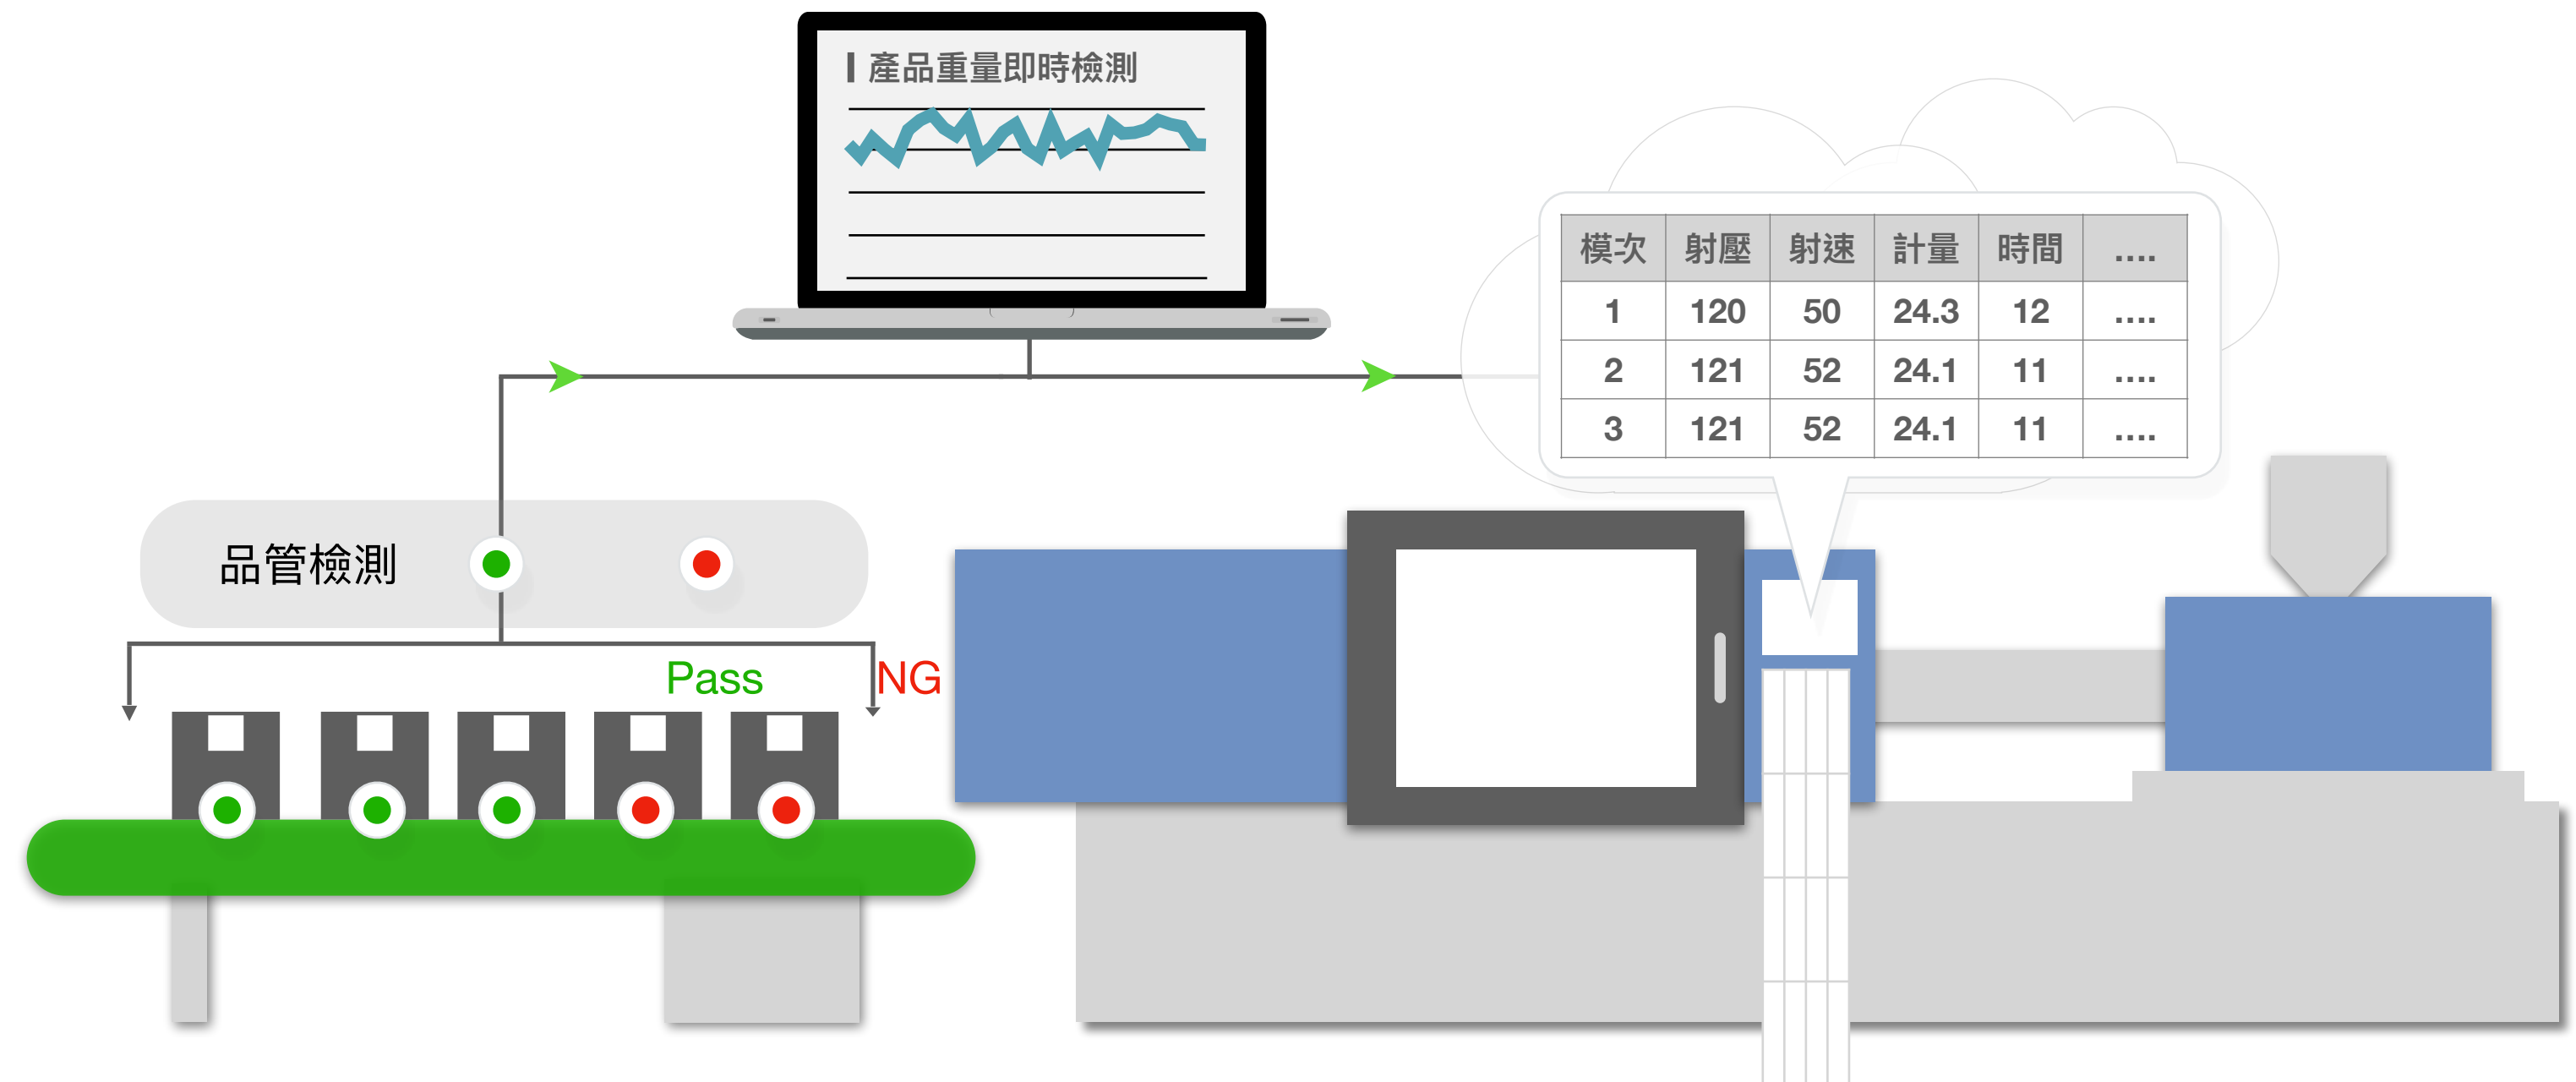 產品重量即時檢測
模次 射壓 射速 計量 時間 ....
1 120 50 24.3 12 ....
2 121 52 24.1 11 ....
3 121 52 24.1 11 ....
品管檢測
Pass NG